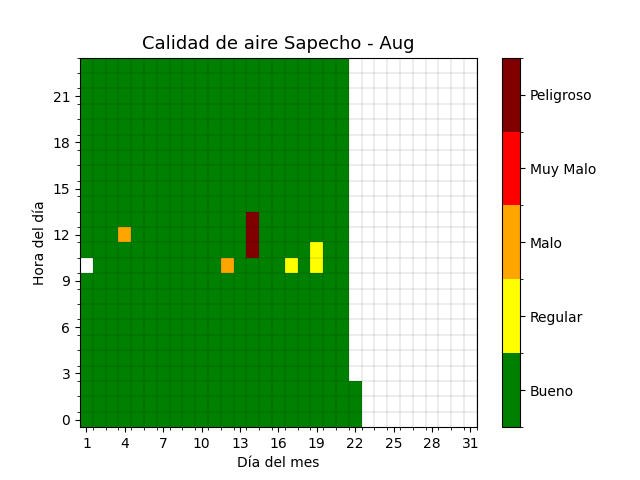 Calidad de aire Sapecho - Aug
Hora del día
21
18
15
12
9
6
3
0
1 4 7 10 13 16 19 22 25 28 31
Día del mes
Peligroso
Muy Malo
Malo
Regular
Bueno